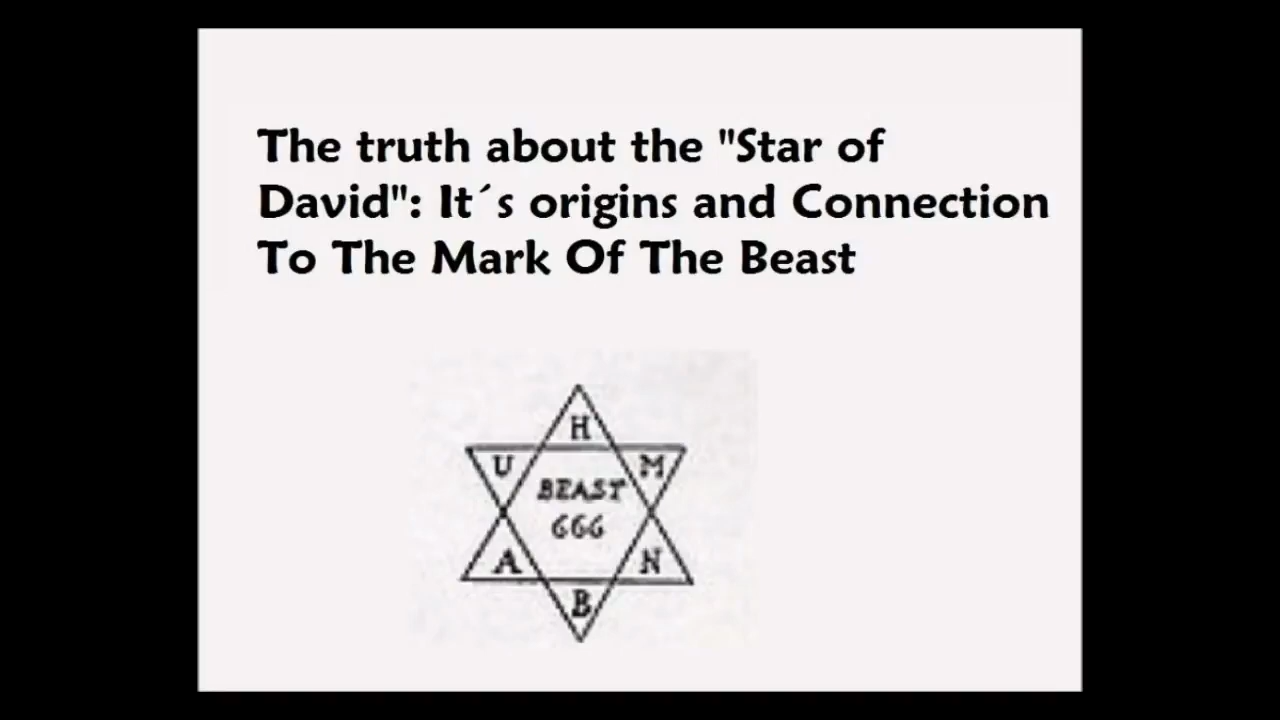 The truth about the "Star of
David": It´s origins and Connection
To The Mark Of The Beast
H
U M
BEAST
666
A N
B